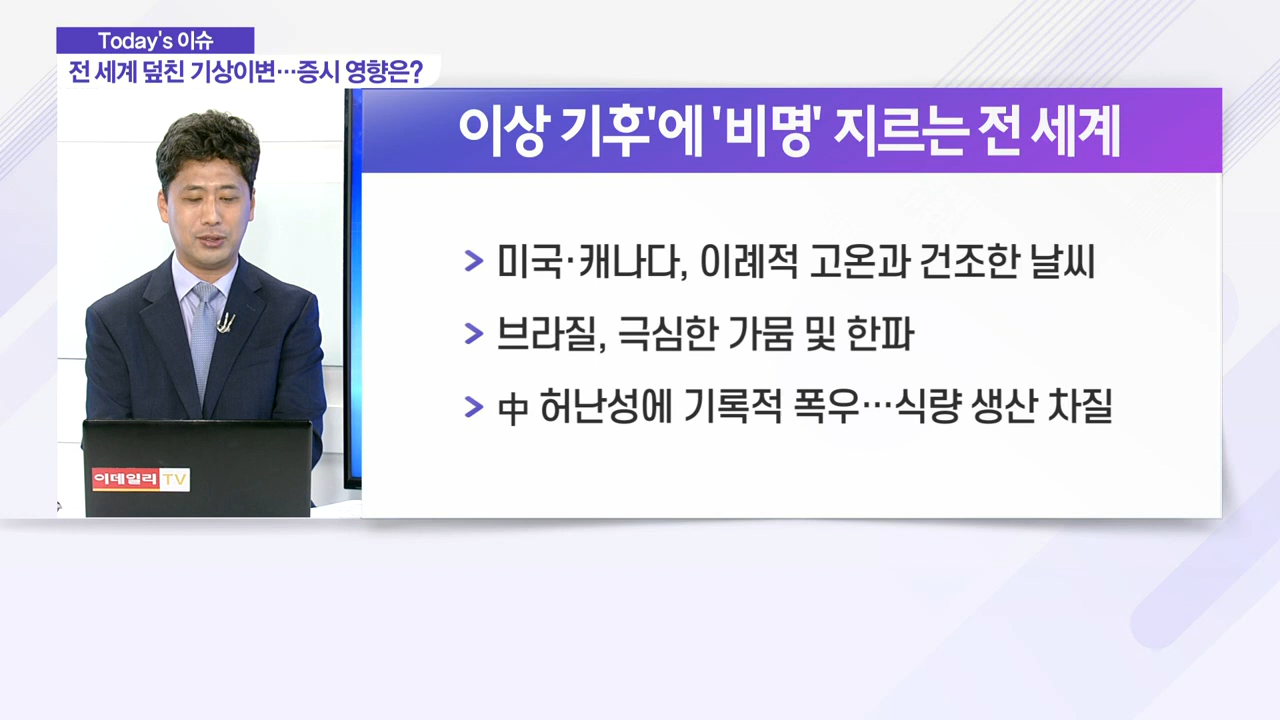 Today's 이슈
전 세계 덮친 기상이변…증시 영향은?
이상 기후'에 '비명' 지르는 전 세계
> 미국·캐나다, 이례적 고온과 건조한 날씨
> 브라질, 극심한 가뭄 및 한파
> 中 허난성에 기록적 폭우…식량 생산 차질
이데일리 TV